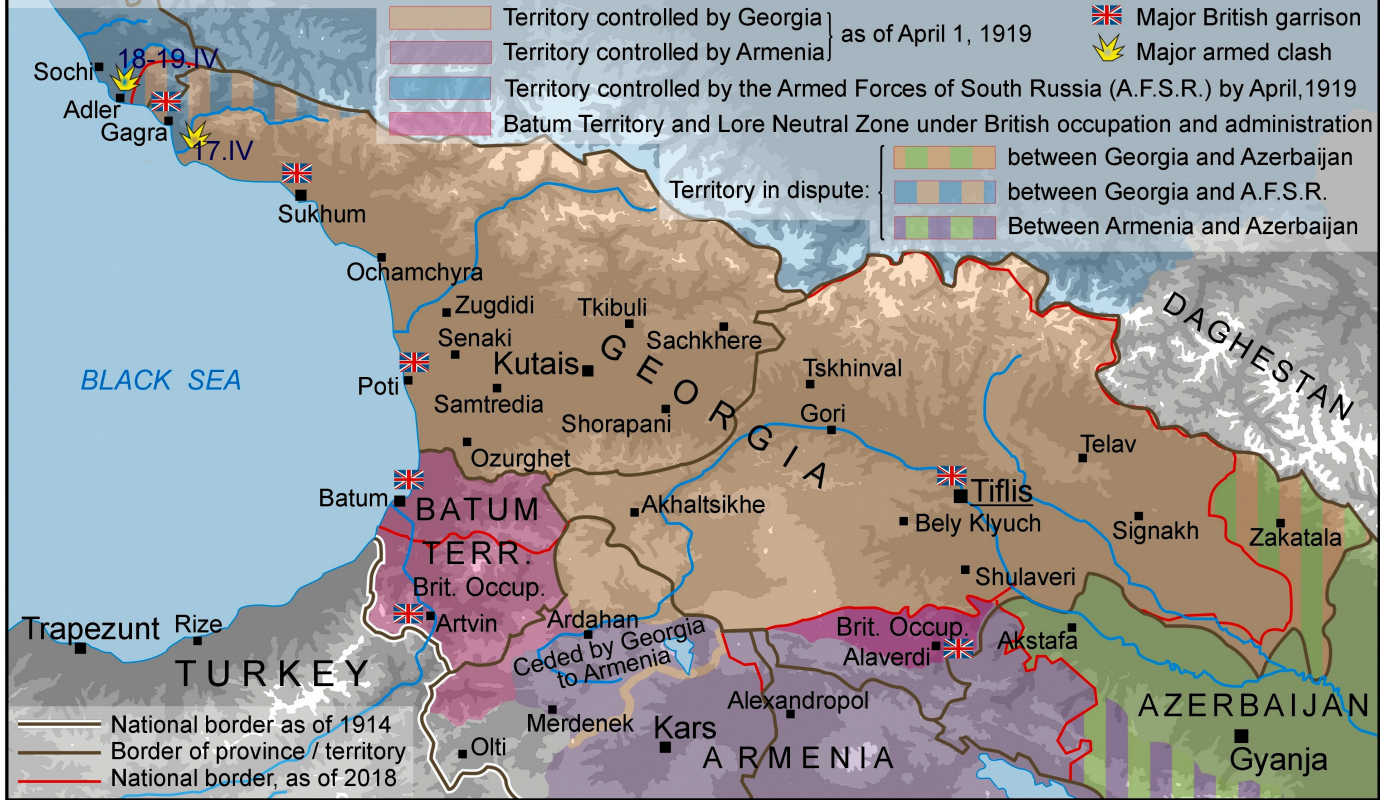 Territory controlled by Georgia
Territory controlled by Armenia
as of April 1, 1919
Territory controlled by the Armed Forces of South Russia (A.F.S.R.) by April,1919
Batum Territory and Lore Neutral Zone under British occupation and administration
Major British garrison
Major armed clash
Territory in dispute:
between Georgia and Azerbaijan
between Georgia and A.F.S.R.
Between Armenia and Azerbaijan
18-19.IV
Sochi
Adler
Gagra
17.IV
Sukhum
Ochamchyra
Zugdidi
Tkibuli
Senaki
Sachkhere
Kutais
GEORGIA
Poti
Samtredia
Shorapani
Ozurghet
BLACK SEA
Tskhinval
Gori
DAGHESTAN
Telav
Tiflis
Bely Klyuch
Signakh
Zakatala
Shulaveri
Akhaltsikhe
Batum
BATUM
TERR.
Brit. Occup.
Artvin
Ardahan
Ceded by Georgia
to Armenia
Brit. Occup.
Alaverdi
Akstafa
Trapezunt
Rize
TURKEY
Merdenek
Kars
Olti
Alexandropol
ARMENIA
AZERBAIJAN
Gyanja
National border as of 1914
Border of province / territory
National border, as of 2018